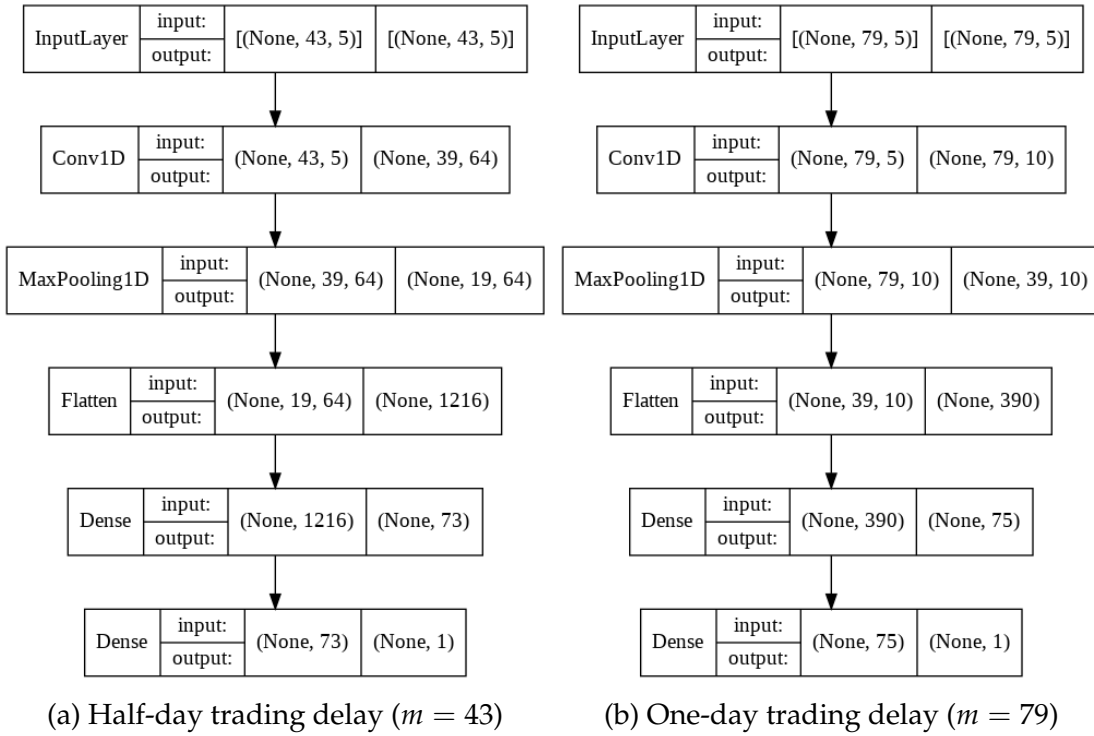 InputLayer
input:
output:
[(None, 43, 5)]
[(None, 43, 5)]
Conv1D
input:
output:
(None, 43, 5)
(None, 39, 64)
MaxPooling1D
input:
output:
(None, 39, 64)
(None, 19, 64)
Flatten
input:
output:
(None, 19, 64)
(None, 1216)
Dense
input:
output:
(None, 1216)
(None, 73)
Dense
input:
output:
(None, 73)
(None, 1)
(a) Half-day trading delay (m = 43)
InputLayer
input:
output:
[(None, 79, 5)]
[(None, 79, 5)]
Conv1D
input:
output:
(None, 79, 5)
(None, 79, 10)
MaxPooling1D
input:
output:
(None, 79, 10)
(None, 39, 10)
Flatten
input:
output:
(None, 39, 10)
(None, 390)
Dense
input:
output:
(None, 390)
(None, 75)
Dense
input:
output:
(None, 75)
(None, 1)
(b) One-day trading delay (m = 79)